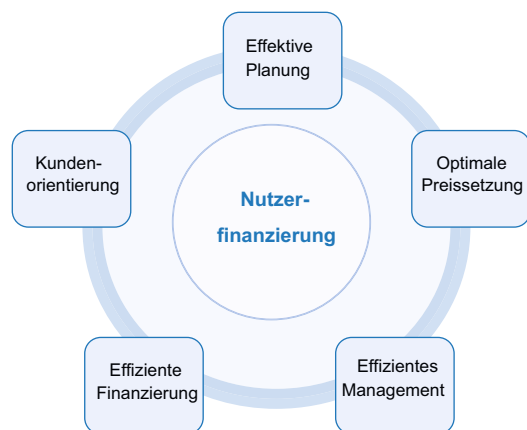 Effektive
Planung
Kunden-
orientierung
Optimale
Preissetzung
Nutzer-
finanzierung
Effiziente
Finanzierung
Effizientes
Management